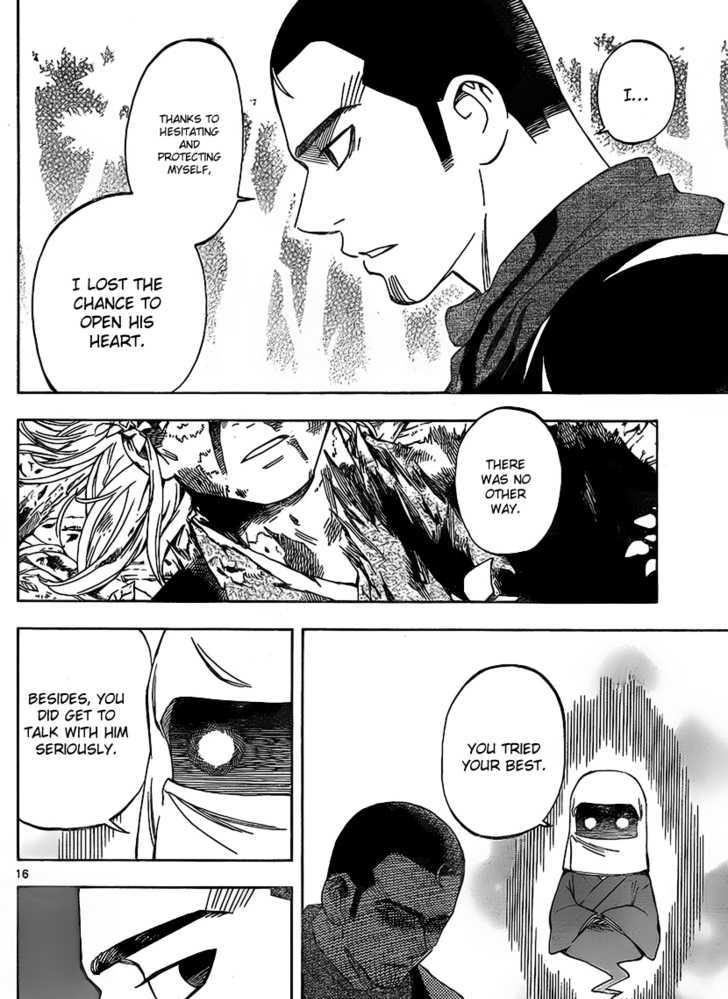 I...
THANKS TO
HESITATING
AND
PROTECTING
MYSELF,
I LOST THE
CHANCE TO
OPEN HIS
HEART.
THERE
WAS NO
OTHER
WAY.
BESIDES, YOU
DID GET TO
TALK WITH HIM
SERIOUSLY.
YOU TRIED
YOUR BEST.
16